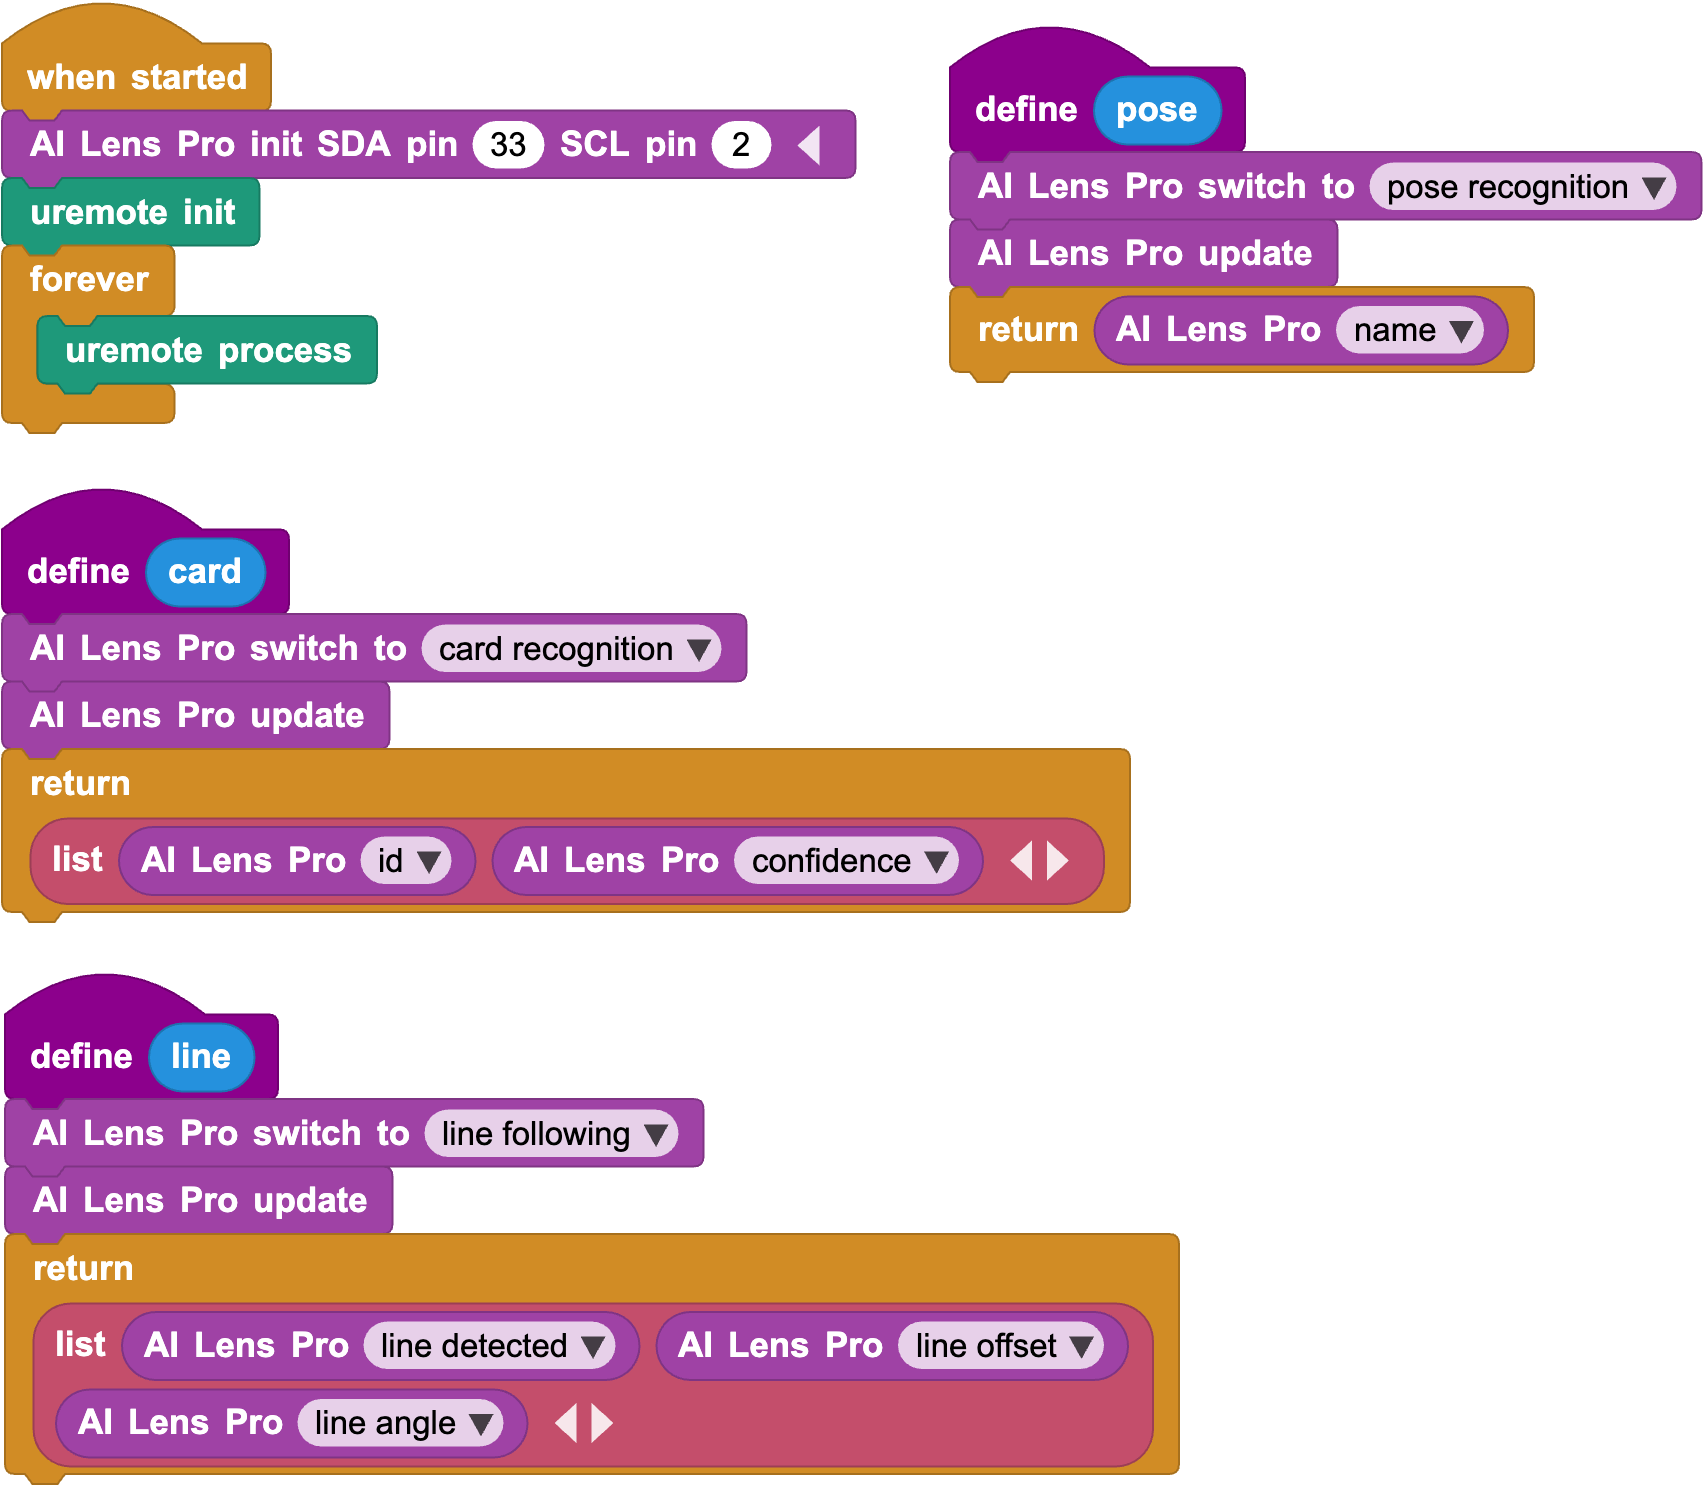 when started
AI Lens Pro init SDA pin 33 SCL pin 2
uremote init
forever
uremote process
define pose
AI Lens Pro switch to pose recognition
AI Lens Pro update
return AI Lens Pro name
define card
AI Lens Pro switch to card recognition
AI Lens Pro update
return
list AI Lens Pro id AI Lens Pro confidence
define line
AI Lens Pro switch to line following
AI Lens Pro update
return
list AI Lens Pro line detected AI Lens Pro line offset
AI Lens Pro line angle